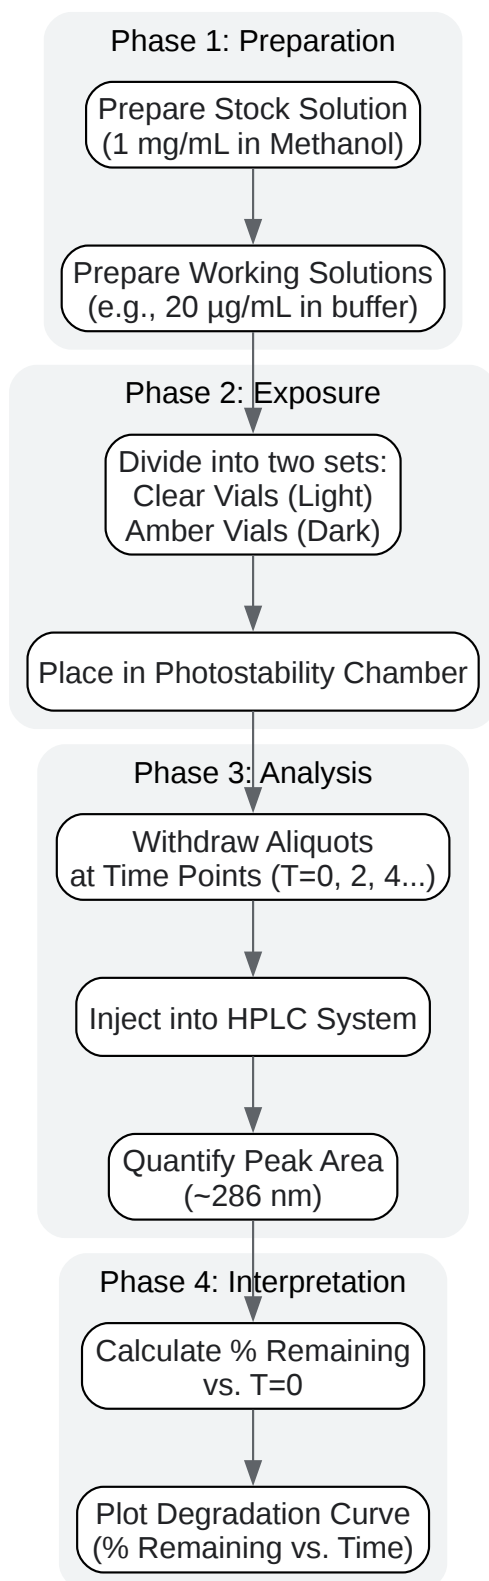 Phase 1: Preparation
Prepare Stock Solution
(1 mg/mL in Methanol)
Prepare Working Solutions
(e.g., 20 µg/mL in buffer)
Phase 2: Exposure
Divide into two sets:
Clear Vials (Light)
Amber Vials (Dark)
Place in Photostability Chamber
Phase 3: Analysis
Withdraw Aliquots
at Time Points (T=0, 2, 4...)
Inject into HPLC System
Quantify Peak Area
(~286 nm)
Phase 4: Interpretation
Calculate % Remaining
vs. T=0
Plot Degradation Curve
(% Remaining vs. Time)